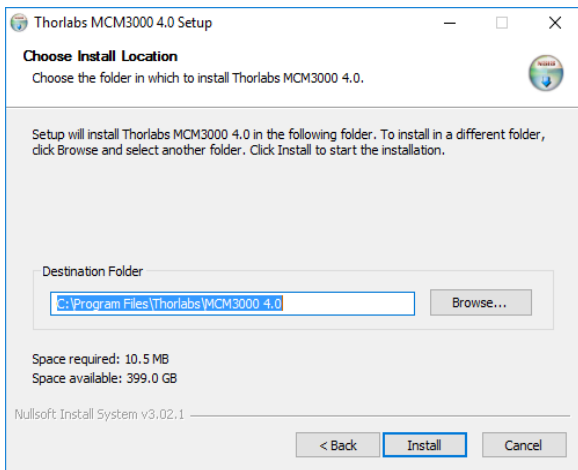 Thorlabs MCM3000 4.0 Setup
Choose Install Location
Choose the folder in which to install Thorlabs MCM3000 4.0.
Setup will install Thorlabs MCM3000 4.0 in the following folder. To install in a different folder,
click Browse and select another folder. Click Install to start the installation.
Destination Folder
C:\Program Files\Thorlabs\MCM3000 4.0
Browse...
Space required: 10.5 MB
Space available: 399.0 GB
Nullsoft Install System v3.02.1
< Back
Install
Cancel